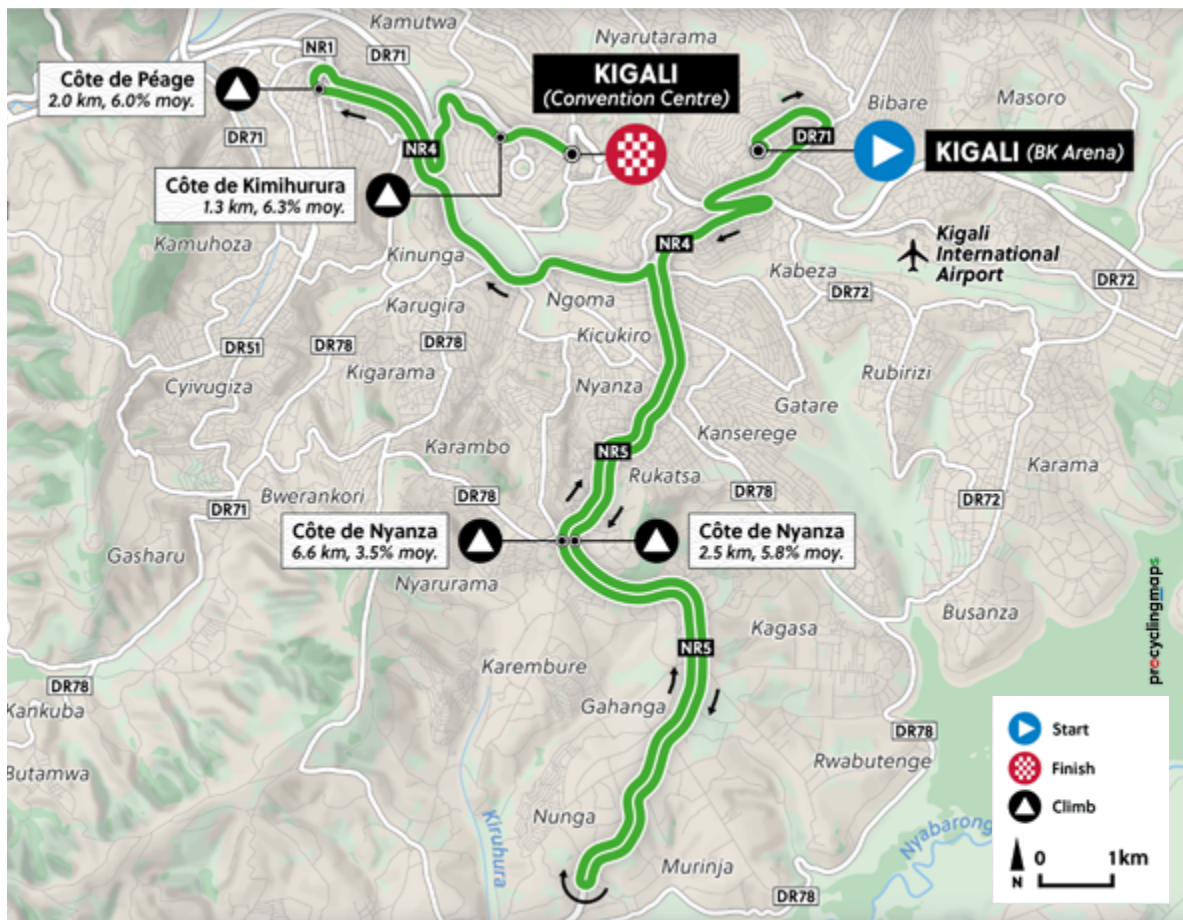 Kamutwa
NR1
DR71
Nyarutarama
Côte de Péage
2.0 km, 6.0% moy.
KIGALI
(Convention Centre)
Bibare
Masoro
DR71
DR71
NR4
KIGALI (BK Arena)
Côte de Kimihurura
1.3 km, 6.3% moy.
Kamuhoza
Kinunga
NR4
Kigali
International
Airport
Kabeza
DR72
DR72
Karugira
Ngoma
Kicukiro
DR51
DR78
DR78
Cyivugiza
Kigarama
Nyanza
Rubirizi
Gatare
Kanserege
Karambo
NR5
Rukatsa
Karama
DR71
Bwerankori
DR78
DR78
DR72
Côte de Nyanza
6.6 km, 3.5% moy.
Côte de Nyanza
2.5 km, 5.8% moy.
Gasharu
Nyarurama
Busanza
procyclingmaps
Kagasa
NR5
Karembure
DR78
Kankuba
Gahanga
Start
DR78
Rwabutenge
Finish
Butamwa
Climb
Nunga
Kiruhura
Nyabarong
Murinja
DR78
N
0 1km